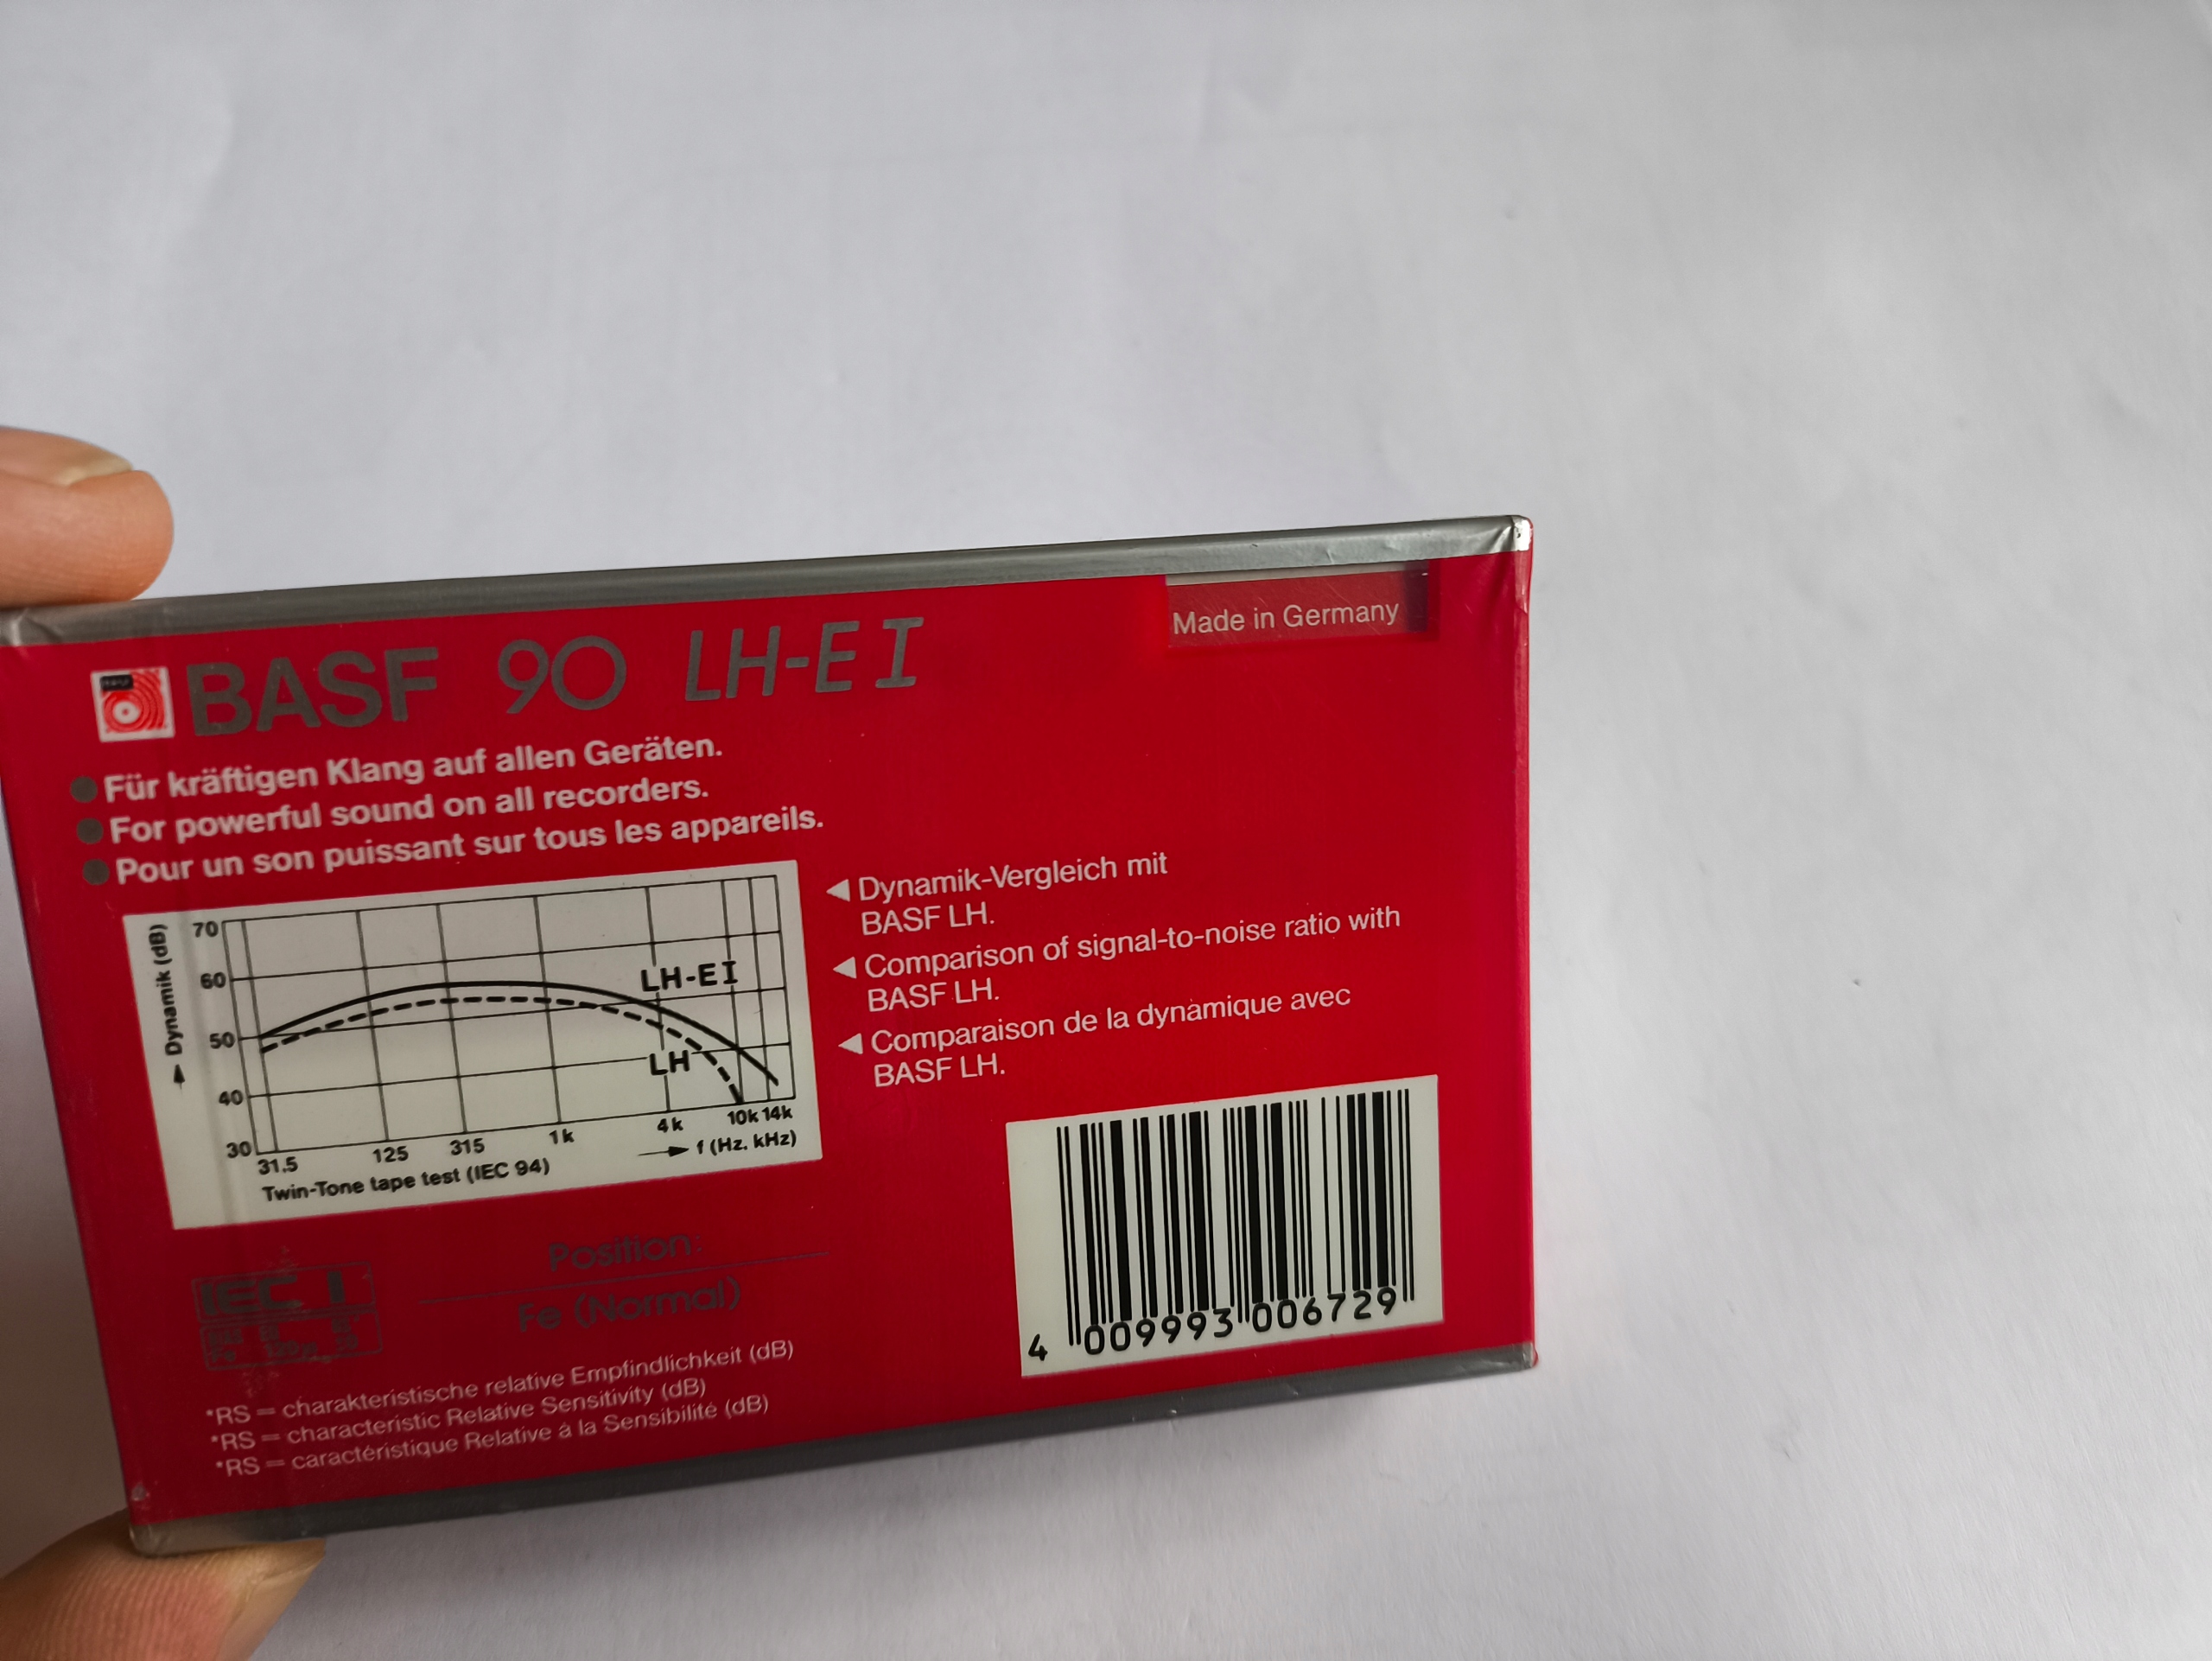 BASF 90 LH-E I
Made in Germany
Für kräftigen Klang auf allen Geräten.
For powerful sound on all recorders.
Pour un son puissant sur tous les appareils.
Dynamik (dB)
70
60
50
40
30
LH-E I
LH
31.5 125 315 1k 4k 10k 14k
f (Hz. kHz)
Twin-Tone tape test (IEC 94)
Dynamik-Vergleich mit
BASF LH.
Comparison of signal-to-noise ratio with
BASF LH.
Comparaison de la dynamique avec
BASF LH.
IEC I
Position:
Fe (Normal)
*RS = charakteristische relative Empfindlichkeit (dB)
*RS = characteristic Relative Sensitivity (dB)
*RS = caractéristique Relative à la Sensibilité (dB)
4 009993 006729